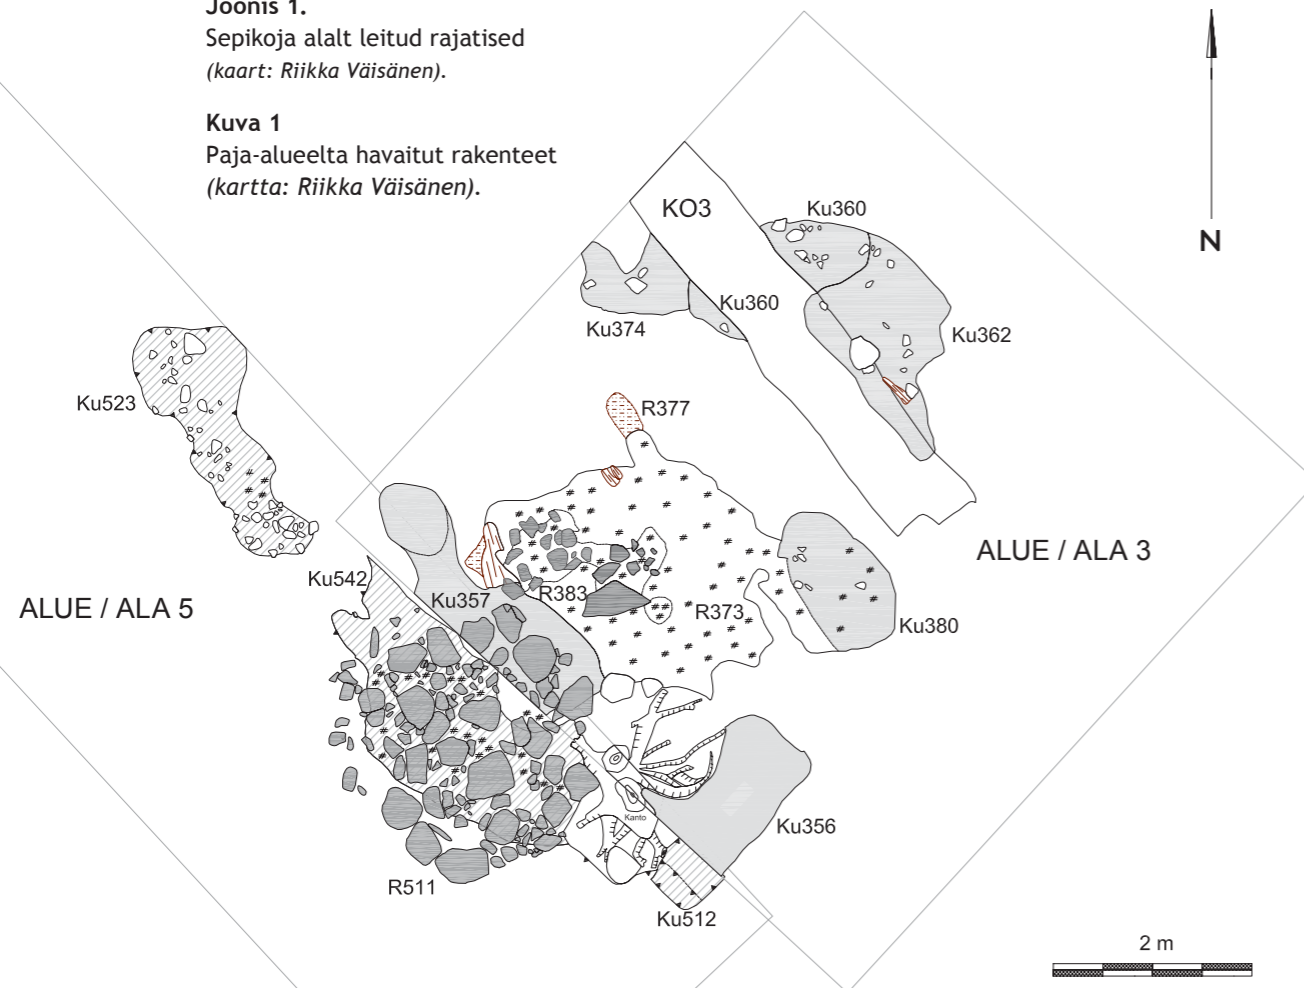 Joonis 1.
Sepikoja alalt leitud rajatised
(kaart: Riikka Väisänen).
Kuva 1
Paja-alueelta havaitut rakenteet
(kartta: Riikka Väisänen).
N
KO3
Ku360
Ku374
Ku360
Ku362
Ku523
R377
ALUE / ALA 3
Ku542
Ku357
R383
R373
ALUE / ALA 5
Ku380
Kanto
Ku356
R511
Ku512
2 m